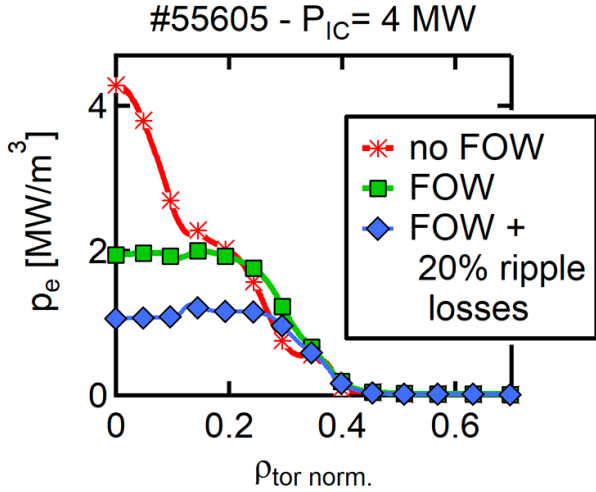 #55605 - P_IC = 4 MW
4
2
0
p_e [MW/m³]
no FOW
FOW
FOW +
20% ripple
losses
0 0.2 0.4 0.6
ρ_tor norm.